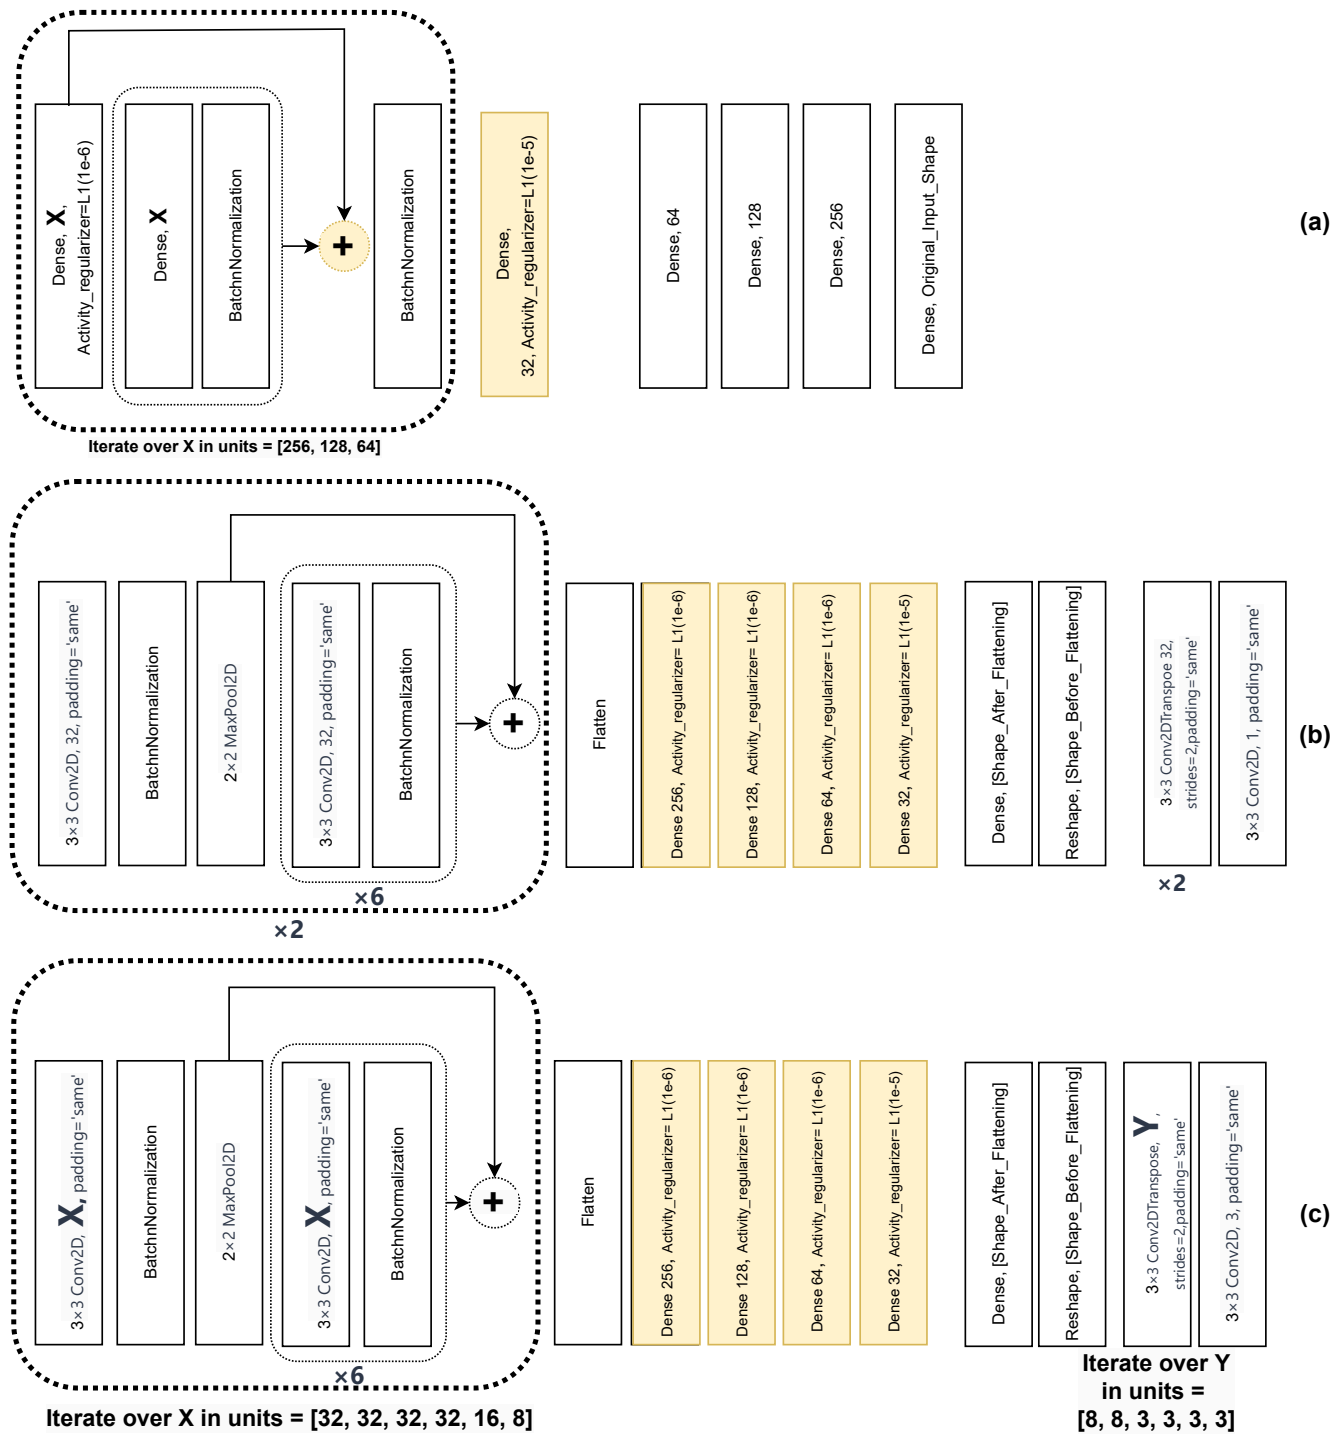 Dense, X,
Activity_regularizer=L1(1e-6)
Dense, X
BatchnNormalization
+
BatchnNormalization
Dense,
32, Activity_regularizer=L1(1e-5)
Dense, 64
Dense, 128
Dense, 256
Dense, Original_Input_Shape
(a)
Iterate over X in units = [256, 128, 64]
3×3 Conv2D, 32, padding='same'
BatchnNormalization
2×2 MaxPool2D
3×3 Conv2D, 32, padding='same'
BatchnNormalization
+
×6
×2
Flatten
Dense 256, Activity_regularizer= L1(1e-6)
Dense 128, Activity_regularizer= L1(1e-6)
Dense 64, Activity_regularizer= L1(1e-6)
Dense 32, Activity_regularizer= L1(1e-5)
Dense, [Shape_After_Flattening]
Reshape, [Shape_Before_Flattening]
3×3 Conv2DTranspoe 32,
strides=2,padding='same'
3×3 Conv2D, 1, padding='same'
×2
(b)
3×3 Conv2D, X, padding='same'
BatchnNormalization
2×2 MaxPool2D
3×3 Conv2D, X, padding='same'
BatchnNormalization
+
×6
Iterate over X in units = [32, 32, 32, 32, 16, 8]
Flatten
Dense 256, Activity_regularizer= L1(1e-6)
Dense 128, Activity_regularizer= L1(1e-6)
Dense 64, Activity_regularizer= L1(1e-6)
Dense 32, Activity_regularizer= L1(1e-5)
Dense, [Shape_After_Flattening]
Reshape, [Shape_Before_Flattening]
3×3 Conv2DTranspose, Y,
strides=2,padding='same'
3×3 Conv2D, 3, padding='same'
Iterate over Y
in units =
[8, 8, 3, 3, 3, 3]
(c)